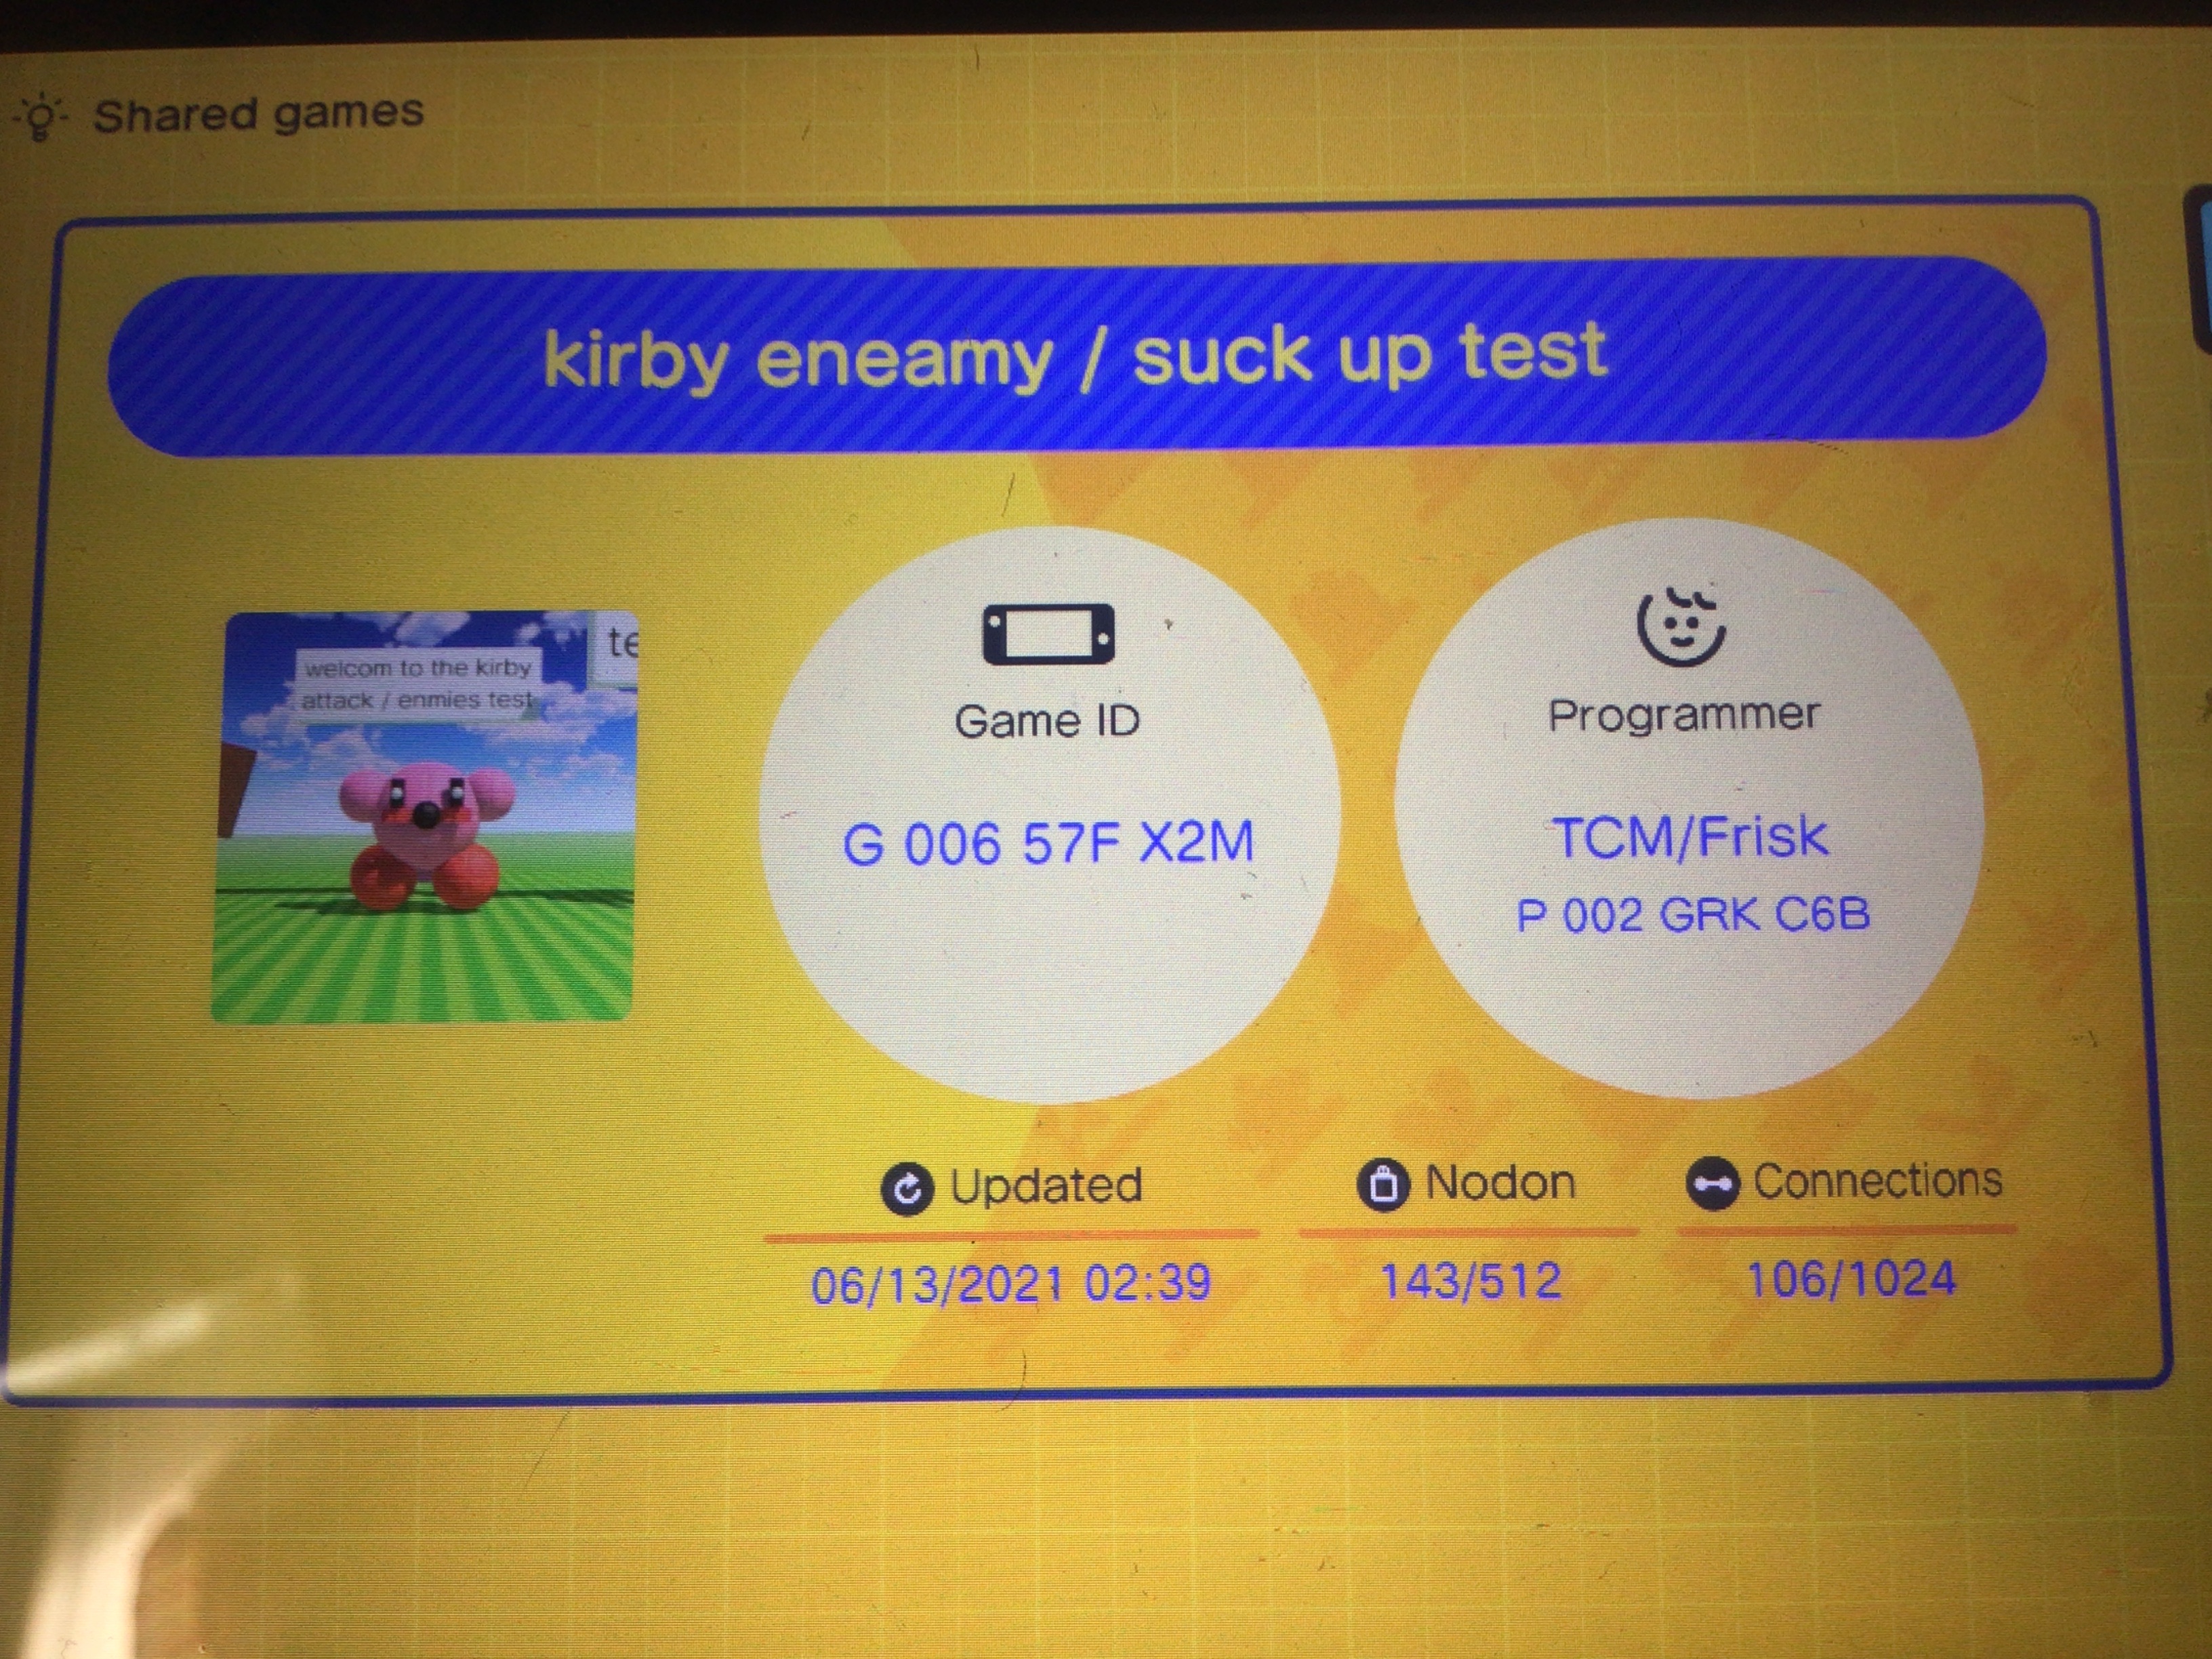 Shared games
kirby eneamy / suck up test
welcom to the kirby
attack / enmies test
te
Game ID
G 006 57F X2M
Programmer
TCM/Frisk
P 002 GRK C6B
Updated
06/13/2021 02:39
Nodon
143/512
Connections
106/1024